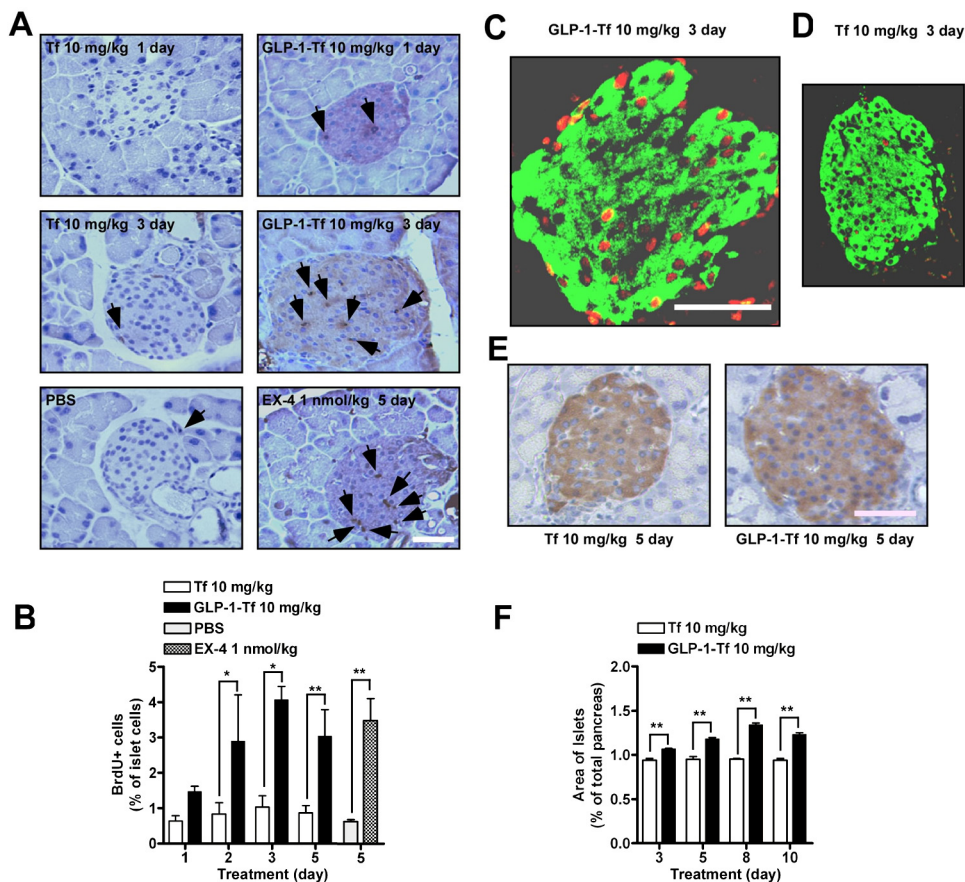 A
Tf 10 mg/kg 1 day
GLP-1-Tf 10 mg/kg 1 day
Tf 10 mg/kg 3 day
GLP-1-Tf 10 mg/kg 3 day
PBS
EX-4 1 nmol/kg 5 day
C
GLP-1-Tf 10 mg/kg 3 day
D
Tf 10 mg/kg 3 day
E
Tf 10 mg/kg 5 day
GLP-1-Tf 10 mg/kg 5 day
B
Tf 10 mg/kg
GLP-1-Tf 10 mg/kg
PBS
EX-4 1 nmol/kg
BrdU+ cells
(% of islet cells)
5
4
3
2
1
0
* * ** **
1 2 3 5 5
Treatment (day)
F
Tf 10 mg/kg
GLP-1-Tf 10 mg/kg
Area of Islets
(% of total pancreas)
2.0
1.5
1.0
0.5
0.0
** ** ** **
3 5 8 10
Treatment (day)